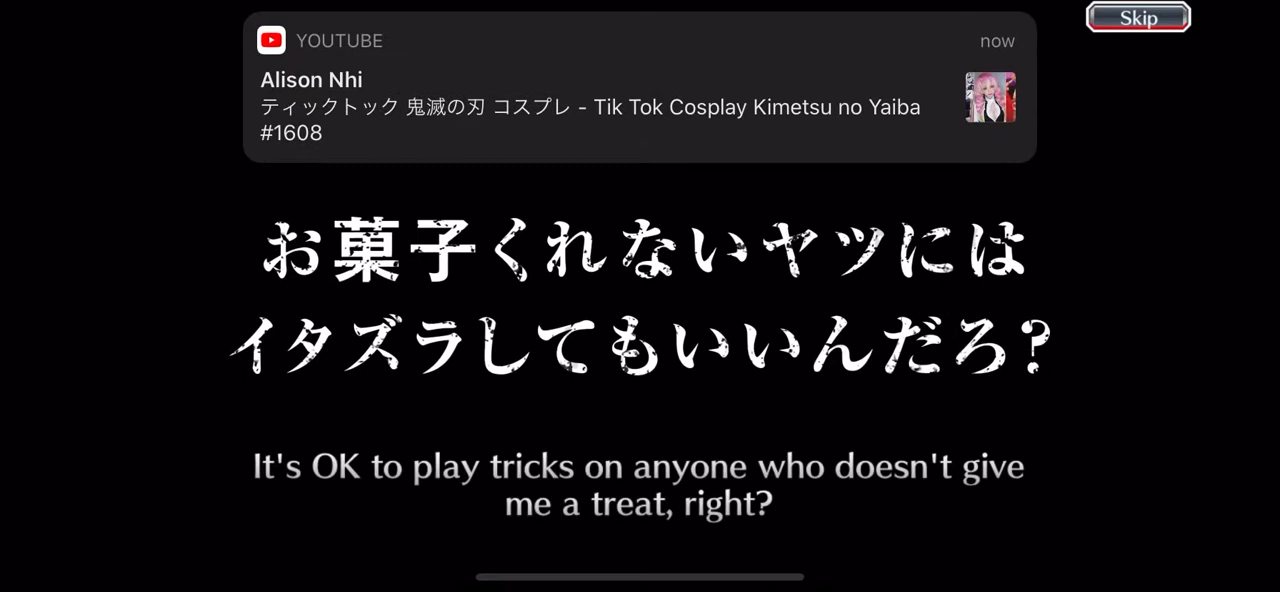 Skip
YOUTUBE now
Alison Nhi
ティックトック 鬼滅の刃 コスプレ - Tik Tok Cosplay Kimetsu no Yaiba
#1608
お菓子くれないヤツには
イタズラしてもいいんだろ?
It's OK to play tricks on anyone who doesn't give
me a treat, right?